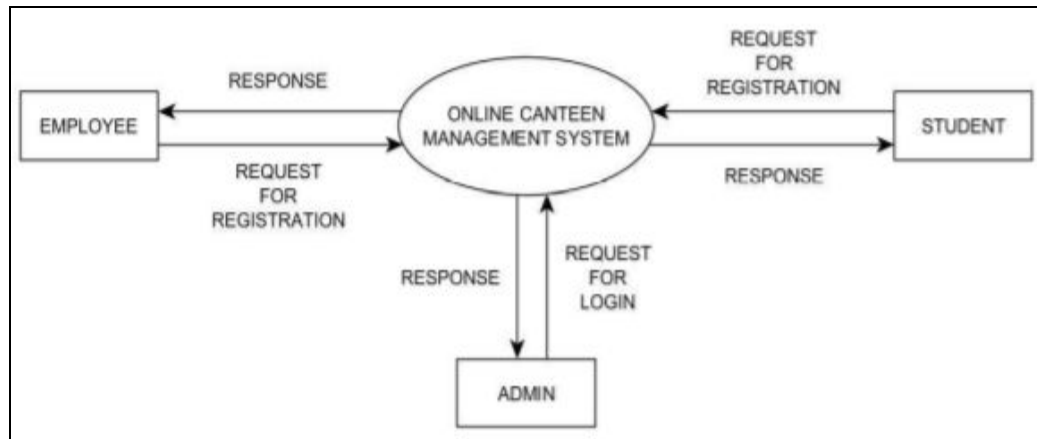 REQUEST
FOR
REGISTRATION
RESPONSE
EMPLOYEE
ONLINE CANTEEN
MANAGEMENT SYSTEM
STUDENT
REQUEST
FOR
REGISTRATION
RESPONSE
RESPONSE
REQUEST
FOR
LOGIN
ADMIN